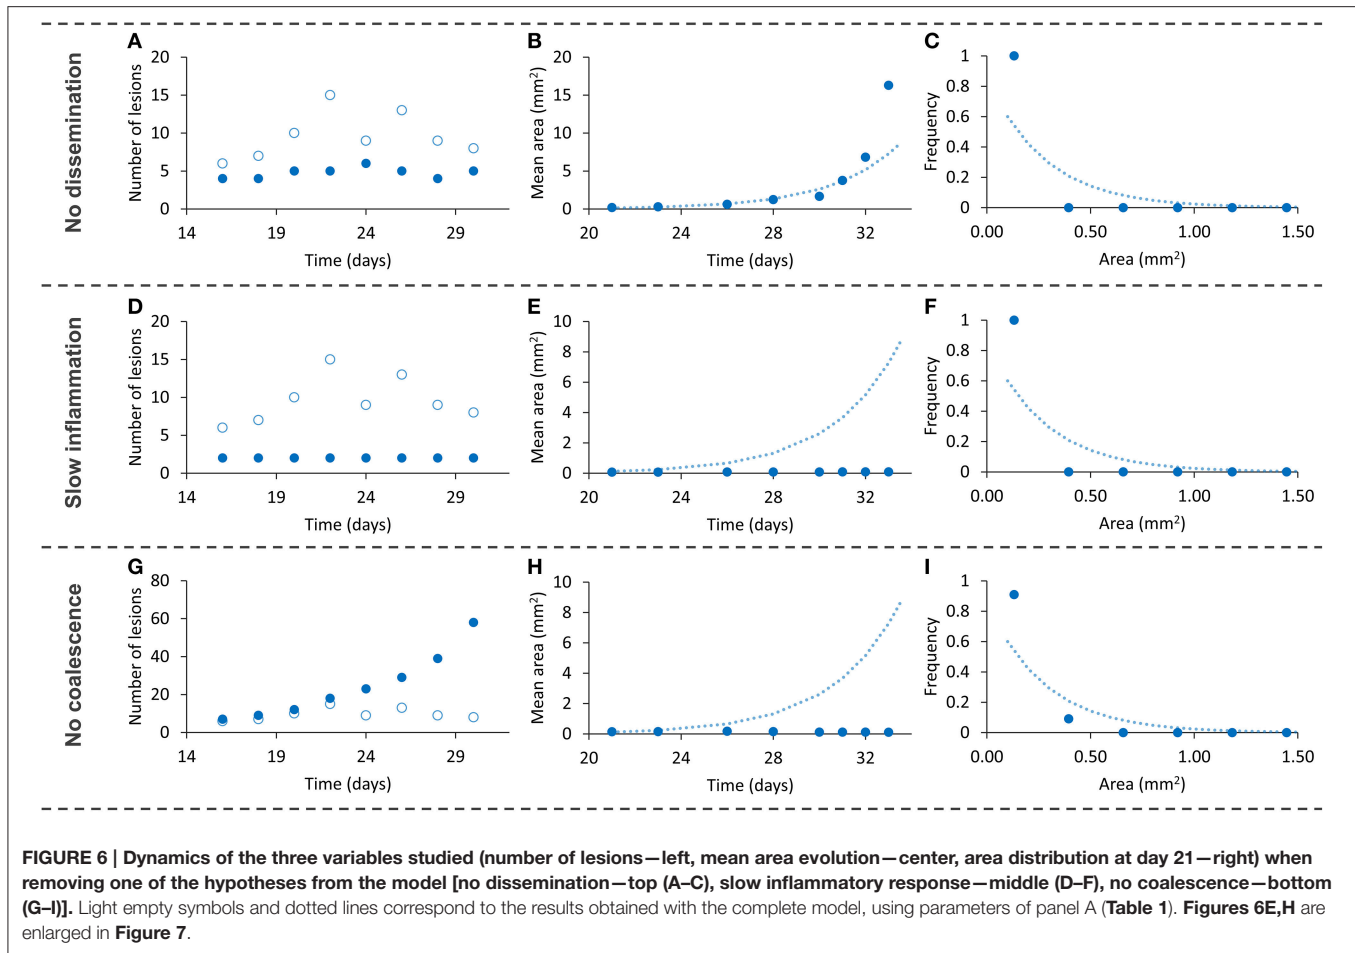 No dissemination
A
Number of lesions
20
15
10
5
0
14
19
24
29
Time (days)
B
Mean area (mm²)
20
15
10
5
0
20
24
28
32
Time (days)
C
Frequency
1
0.8
0.6
0.4
0.2
0
0.00
0.50
1.00
1.50
Area (mm²)
Slow inflammation
D
Number of lesions
20
15
10
5
0
14
19
24
29
Time (days)
E
Mean area (mm²)
10
8
6
4
2
0
20
24
28
32
Time (days)
F
Frequency
1
0.8
0.6
0.4
0.2
0
0.00
0.50
1.00
1.50
Area (mm²)
No coalescence
G
Number of lesions
80
60
40
20
0
14
19
24
29
Time (days)
H
Mean area (mm²)
10
8
6
4
2
0
20
24
28
32
Time (days)
I
Frequency
1
0.8
0.6
0.4
0.2
0
0.00
0.50
1.00
1.50
Area (mm²)
FIGURE 6 | Dynamics of the three variables studied (number of lesions—left, mean area evolution—center, area distribution at day 21—right) when
removing one of the hypotheses from the model [no dissemination—top (A–C), slow inflammatory response—middle (D–F), no coalescence—bottom
(G–I)]. Light empty symbols and dotted lines correspond to the results obtained with the complete model, using parameters of panel A (Table 1). Figures 6E,H are
enlarged in Figure 7.